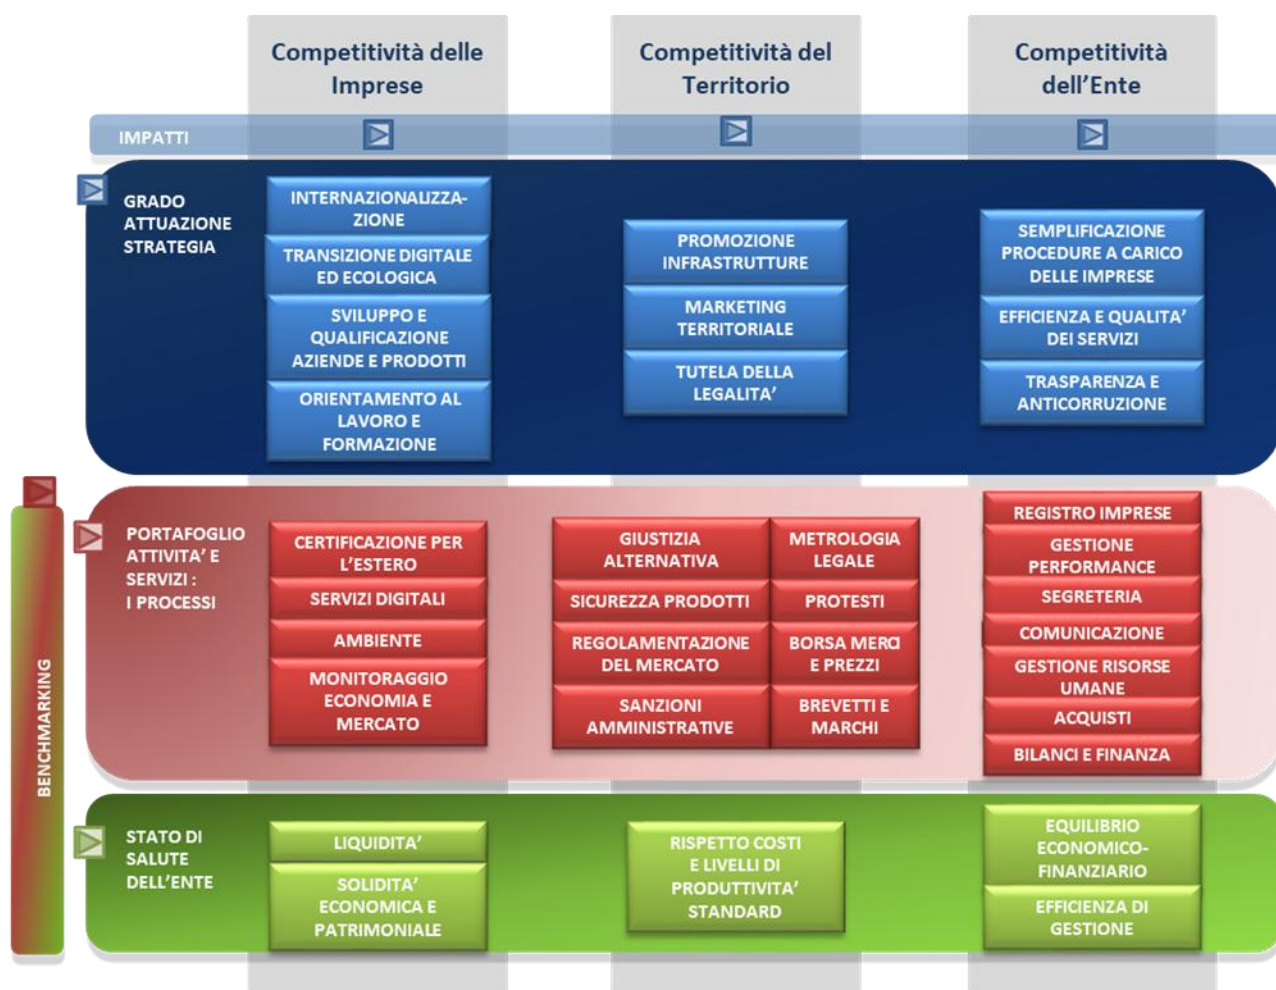 Competitività delle
Imprese
Competitività del
Territorio
Competitività
dell'Ente
IMPATTI
GRADO
ATTUAZIONE
STRATEGIA
INTERNAZIONALIZZA-
ZIONE
TRANSIZIONE DIGITALE
ED ECOLOGICA
SVILUPPO E
QUALIFICAZIONE
AZIENDE E PRODOTTI
ORIENTAMENTO AL
LAVORO E
FORMAZIONE
PROMOZIONE
INFRASTRUTTURE
MARKETING
TERRITORIALE
TUTELA DELLA
LEGALITA'
SEMPLIFICAZIONE
PROCEDURE A CARICO
DELLE IMPRESE
EFFICIENZA E QUALITA'
DEI SERVIZI
TRASPARENZA E
ANTICORRUZIONE
BENCHMARKING
PORTAFOGLIO
ATTIVITA' E
SERVIZI :
I PROCESSI
CERTIFICAZIONE PER
L'ESTERO
SERVIZI DIGITALI
AMBIENTE
MONITORAGGIO
ECONOMIA E
MERCATO
GIUSTIZIA
ALTERNATIVA
SICUREZZA PRODOTTI
REGOLAMENTAZIONE
DEL MERCATO
SANZIONI
AMMINISTRATIVE
METROLOGIA
LEGALE
PROTESTI
BORSA MERCI
E PREZZI
BREVETTI E
MARCHI
REGISTRO IMPRESE
GESTIONE
PERFORMANCE
SEGRETERIA
COMUNICAZIONE
GESTIONE RISORSE
UMANE
ACQUISTI
BILANCI E FINANZA
STATO DI
SALUTE
DELL'ENTE
LIQUIDITA'
SOLIDITA'
ECONOMICA E
PATRIMONIALE
RISPETTO COSTI
E LIVELLI DI
PRODUTTIVITA'
STANDARD
EQUILIBRIO
ECONOMICO-
FINANZIARIO
EFFICIENZA DI
GESTIONE